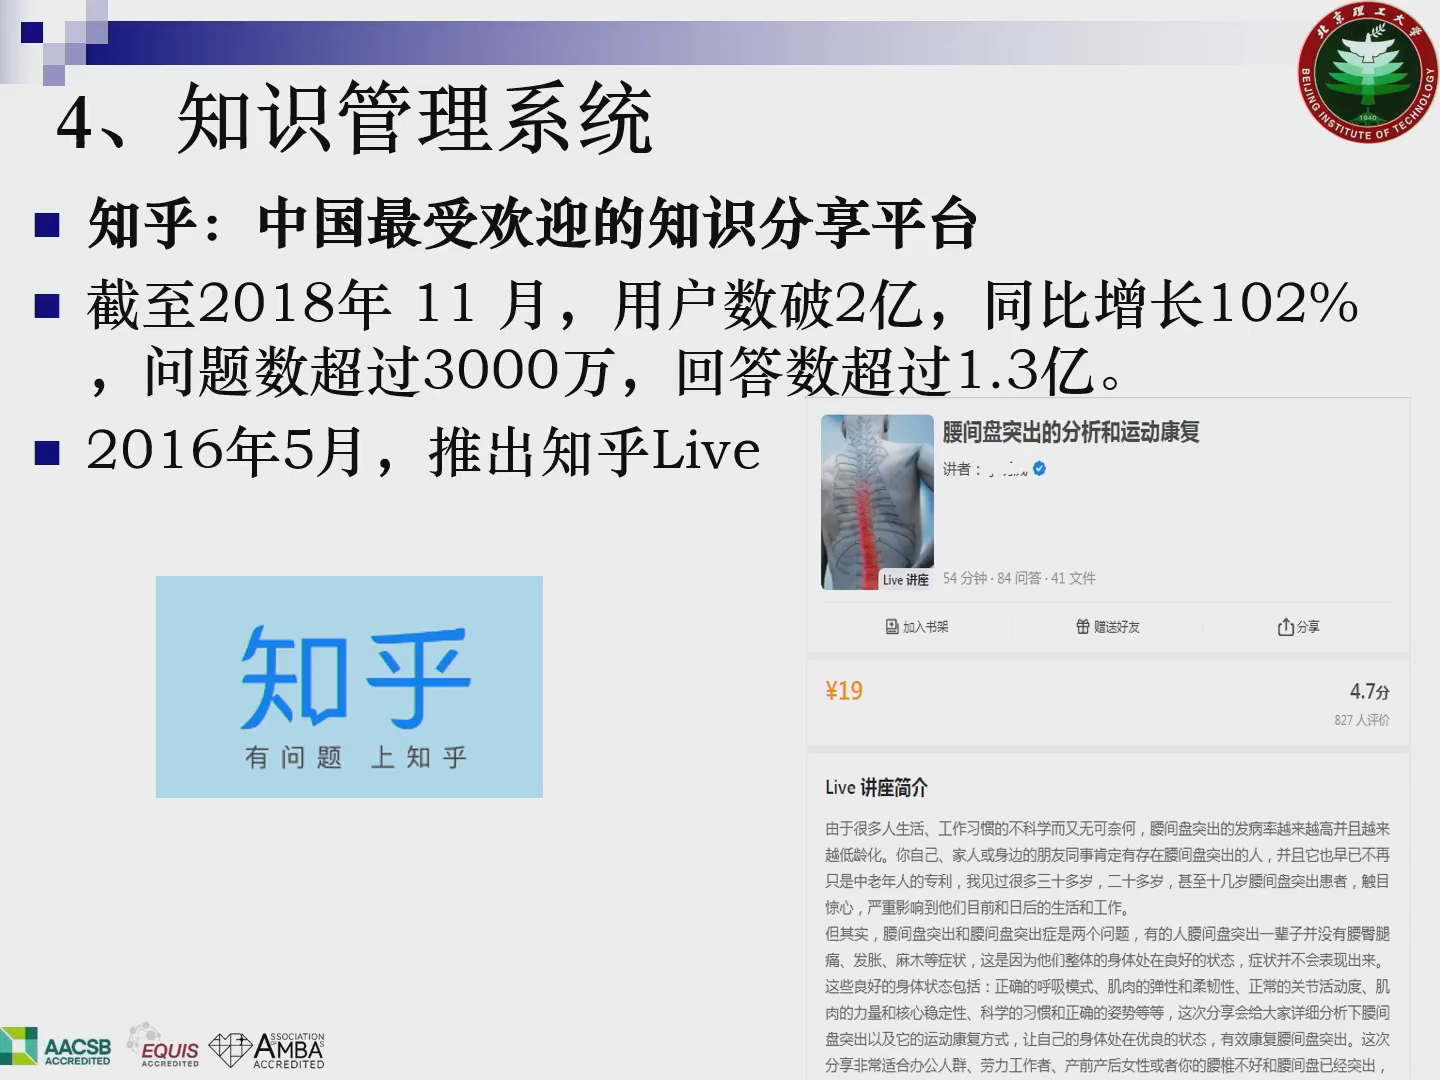 4、知识管理系统
北京理工大学
BEIJING INSTITUTE OF TECHNOLOGY
1940
知乎：中国最受欢迎的知识分享平台
截至2018年 11 月，用户数破2亿，同比增长102%
，问题数超过3000万，回答数超过1.3亿。
2016年5月，推出知乎Live
知乎
有问题 上知乎
腰间盘突出的分析和运动康复
讲者：
Live 讲座
54 分钟 · 84 问答 · 41 文件
加入书架
赠送好友
分享
¥19
4.7分
827 人评价
Live 讲座简介
由于很多人生活、工作习惯的不科学而又无可奈何，腰间盘突出的发病率越来越高并且越来
越低龄化。你自己、家人或身边的朋友同事肯定有存在腰间盘突出的人，并且它也早已不再
只是中老年人的专利，我见过很多三十多岁，二十多岁，甚至十几岁腰间盘突出患者，触目
惊心，严重影响到他们目前和日后的生活和工作。
但其实，腰间盘突出和腰间盘突出症是两个问题，有的人腰间盘突出一辈子并没有腰臀腿
痛、发胀、麻木等症状，这是因为他们整体的身体处在良好的状态，症状并不会表现出来。
这些良好的身体状态包括：正确的呼吸模式、肌肉的弹性和柔韧性、正常的关节活动度、肌
肉的力量和核心稳定性、科学的习惯和正确的姿势等等，这次分享会给大家详细分析下腰间
盘突出以及它的运动康复方式，让自己的身体处在优良的状态，有效康复腰间盘突出。这次
分享非常适合办公人群、劳力工作者、产前产后女性或者你的腰椎不好和腰间盘已经突出，
AACSB
ACCREDITED
EQUIS
ACCREDITED
ASSOCIATION
OF MBAs
AMBA
ACCREDITED